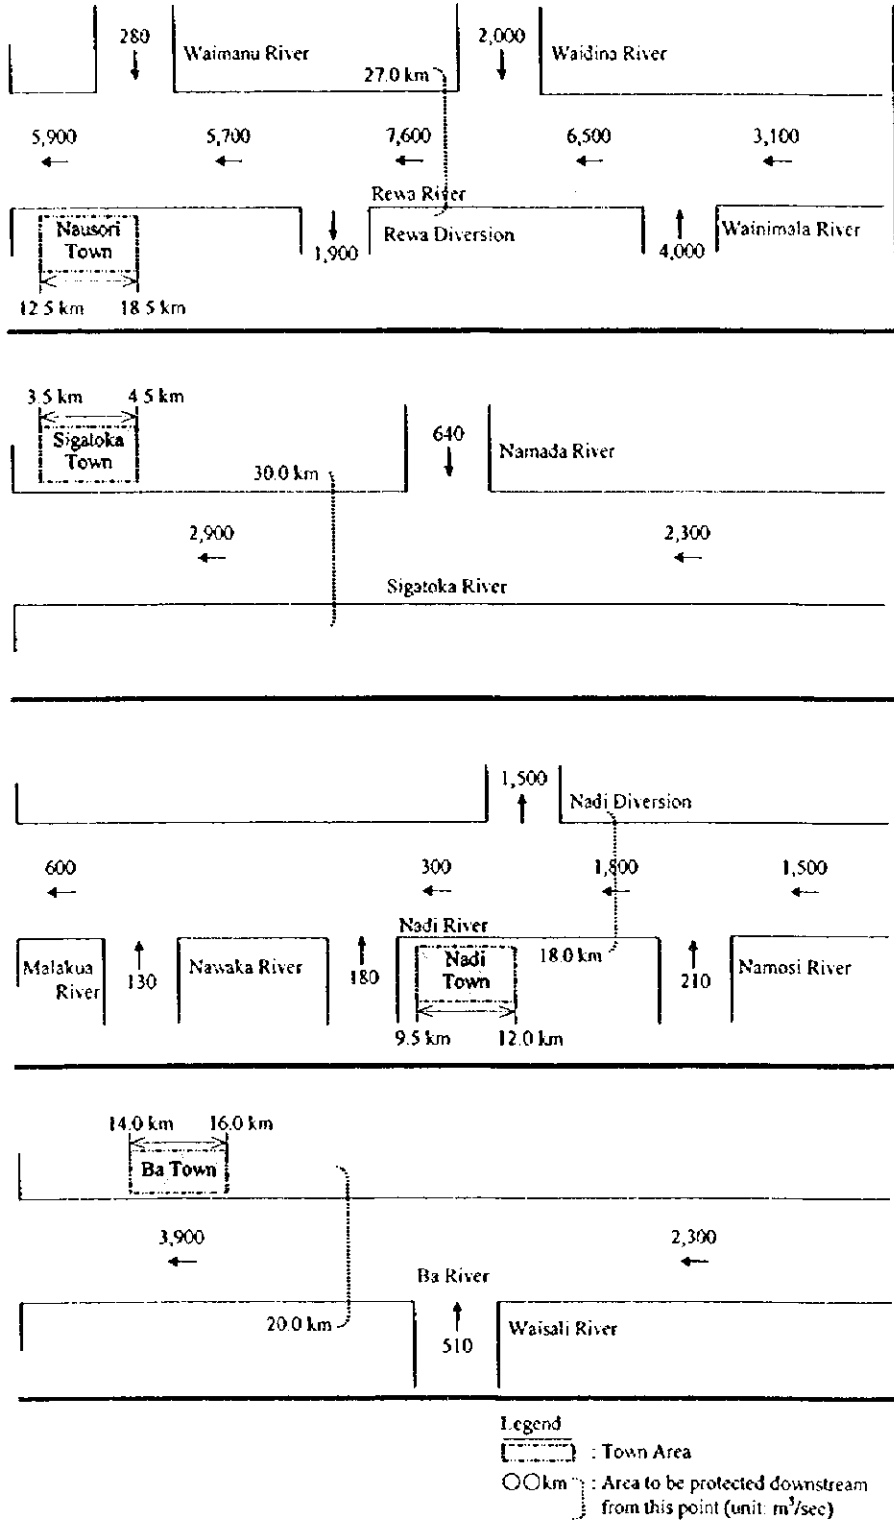 280
2,000
Waimanu River
Waidina River
27.0 km
5,900
5,700
7,600
6,500
3,100
Rewa River
Nausori
Town
1,900
Rewa Diversion
4,000
Wainimala River
12.5 km
18.5 km
3.5 km
4.5 km
Sigatoka
Town
640
Namada River
30.0 km
2,900
2,300
Sigatoka River
1,500
Nadi Diversion
600
300
1,800
1,500
Nadi River
Malakua
River
130
Nawaka River
180
Nadi
Town
18.0 km
210
Namosi River
9.5 km
12.0 km
14.0 km
16.0 km
Ba Town
3,900
2,300
Ba River
20.0 km
510
Waisali River
Legend
: Town Area
○○km : Area to be protected downstream
from this point (unit: m³/sec)